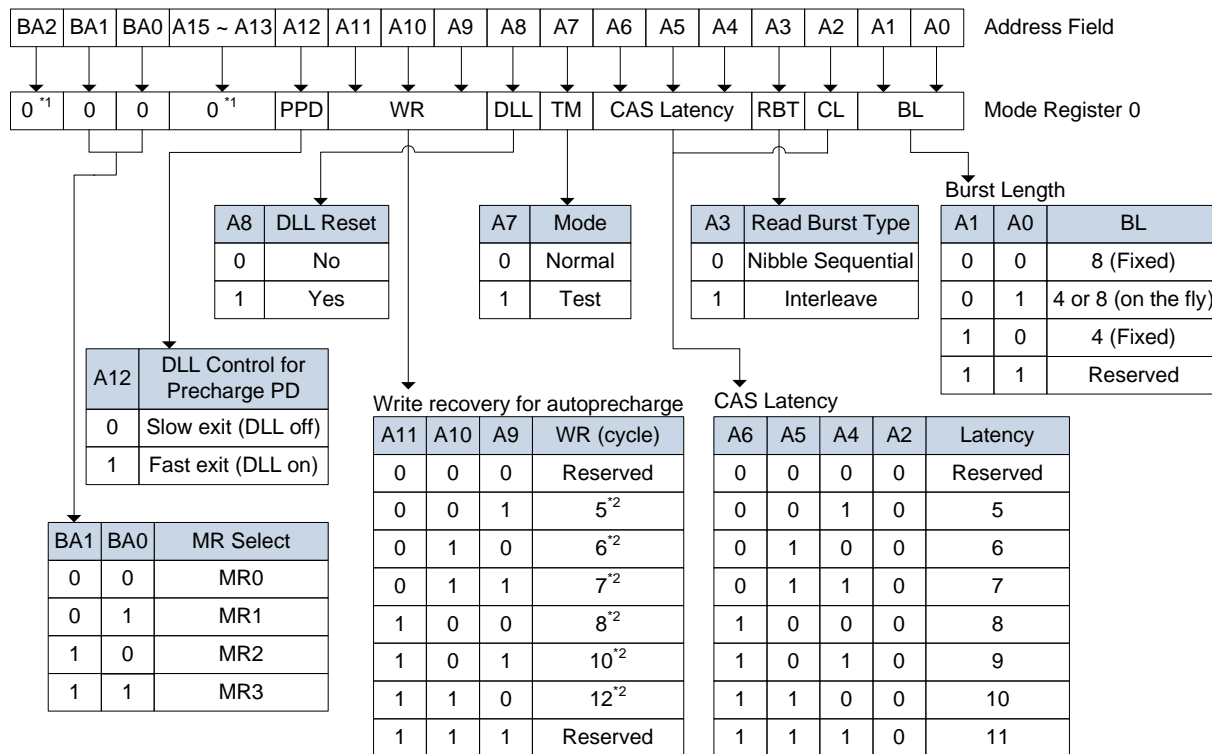 BA2 BA1 BA0 A15 ~ A13 A12 A11 A10 A9 A8 A7 A6 A5 A4 A3 A2 A1 A0 Address Field
0*1 0 0 0*1 PPD WR DLL TM CAS Latency RBT CL BL Mode Register 0
A8 DLL Reset
0 No
1 Yes
A7 Mode
0 Normal
1 Test
A3 Read Burst Type
0 Nibble Sequential
1 Interleave
Burst Length
A1 A0 BL
0 0 8 (Fixed)
0 1 4 or 8 (on the fly)
1 0 4 (Fixed)
1 1 Reserved
A12 DLL Control for
Precharge PD
0 Slow exit (DLL off)
1 Fast exit (DLL on)
BA1 BA0 MR Select
0 0 MR0
0 1 MR1
1 0 MR2
1 1 MR3
Write recovery for autoprecharge
A11 A10 A9 WR (cycle)
0 0 0 Reserved
0 0 1 5*2
0 1 0 6*2
0 1 1 7*2
1 0 0 8*2
1 0 1 10*2
1 1 0 12*2
1 1 1 Reserved
CAS Latency
A6 A5 A4 A2 Latency
0 0 0 0 Reserved
0 0 1 0 5
0 1 0 0 6
0 1 1 0 7
1 0 0 0 8
1 0 1 0 9
1 1 0 0 10
1 1 1 0 11